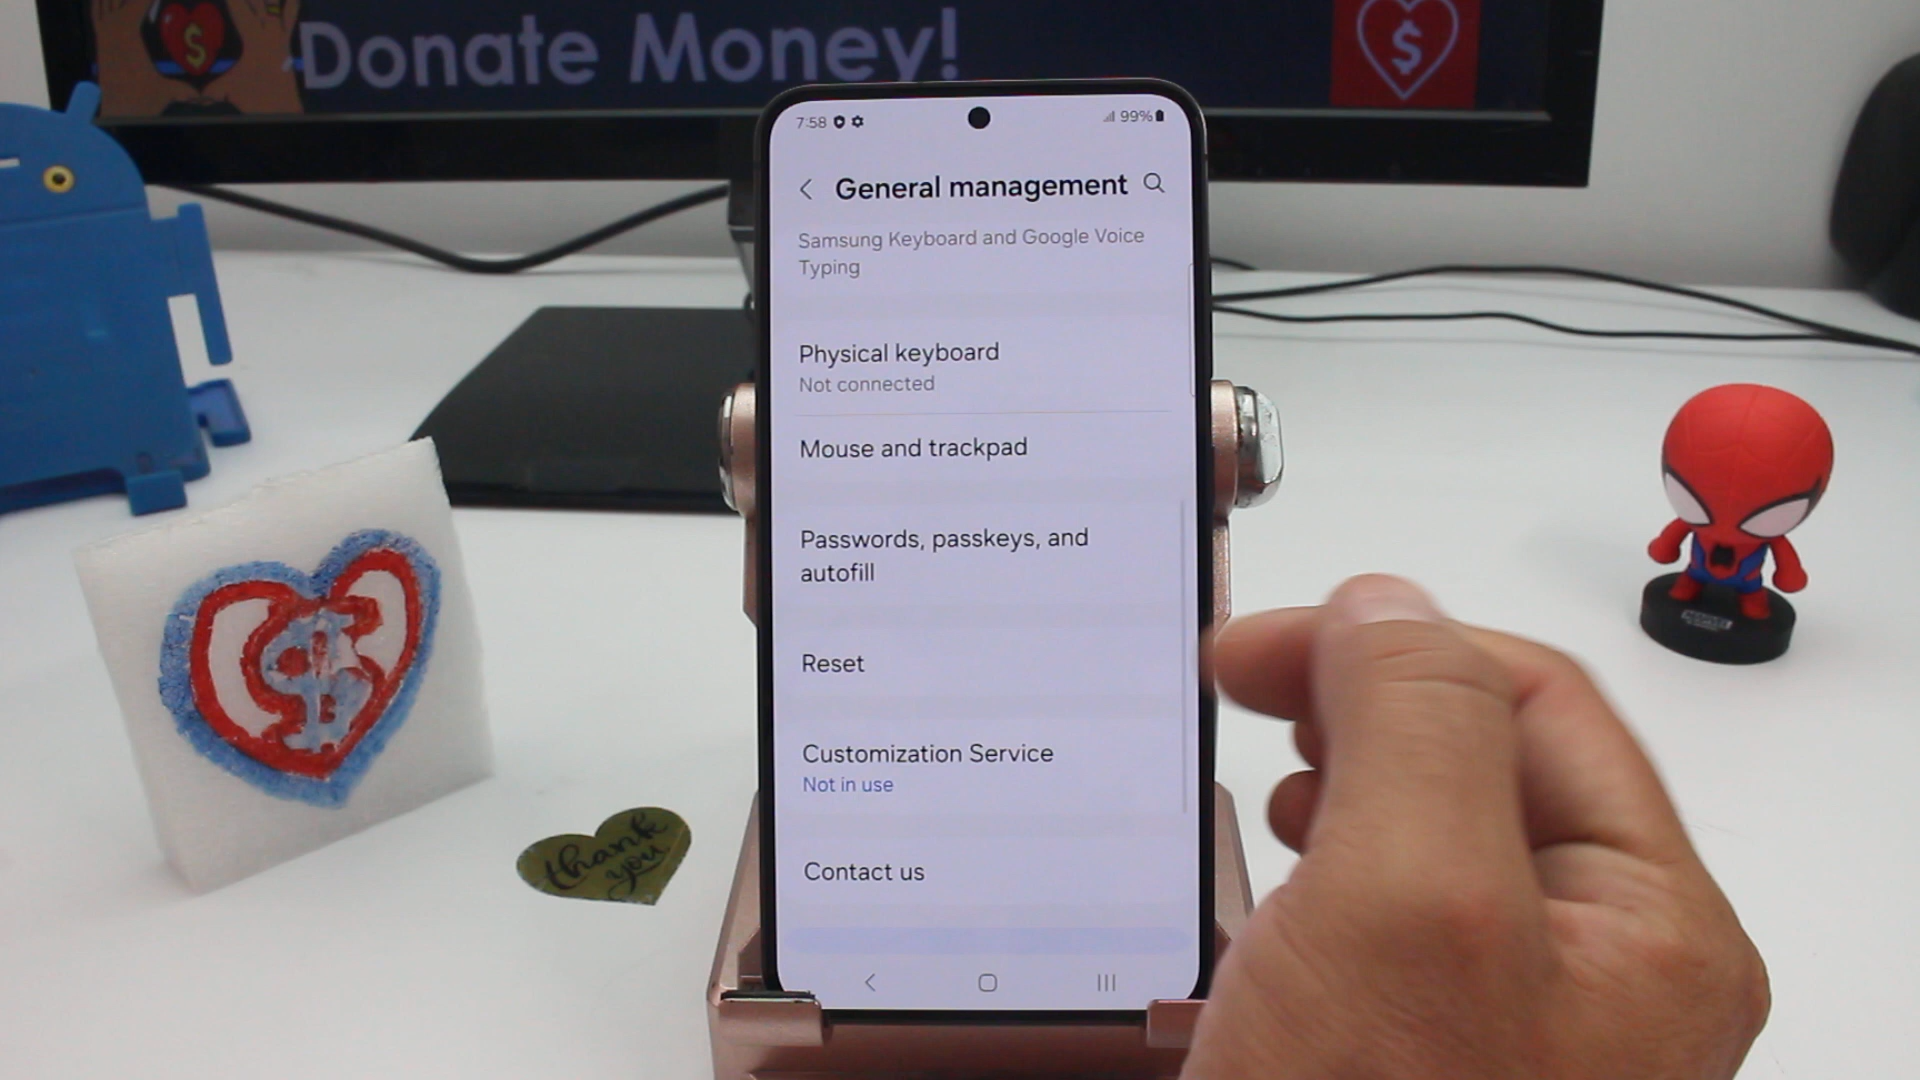 Donate Money!
$
$
7:58
99%
General management
Samsung Keyboard and Google Voice
Typing
Physical keyboard
Not connected
Mouse and trackpad
Passwords, passkeys, and
autofill
Reset
Customization Service
Not in use
Contact us
$
thank
you
MARVEL